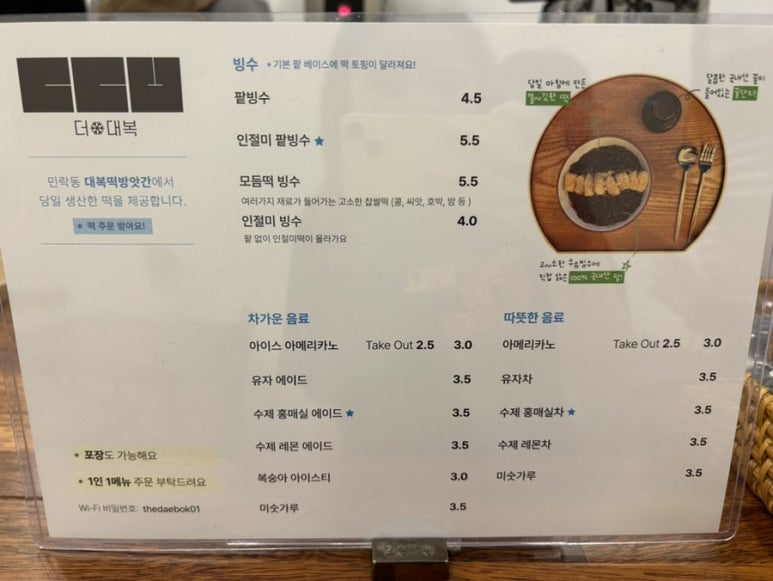 더 대복
민락동 대복떡방앗간에서
당일 생산한 떡을 제공합니다.
* 떡 주문 받아요!
* 포장도 가능해요
* 1인 1메뉴 주문 부탁드려요
Wi-Fi 비밀번호: thedaebok01
빙수 * 기본 팥 베이스에 떡 토핑이 달라져요!
팥빙수 4.5
인절미 팥빙수 ★ 5.5
모듬떡 빙수 5.5
여러가지 재료가 들어가는 고소한 찹쌀떡 (콩, 씨앗, 호박, 밤 등)
인절미 빙수 4.0
팥 없이 인절미떡이 올라가요
당일 아침에 만든
쫄깃한 떡
달콤한 국내산 꿀이
들어있는 꿀단지!
고소한 우유빙수에
직접 삶은 100% 국내산 팥!
차가운 음료
아이스 아메리카노 Take Out 2.5 3.0
유자 에이드 3.5
수제 홍매실 에이드 ★ 3.5
수제 레몬 에이드 3.5
복숭아 아이스티 3.0
미숫가루 3.5
따뜻한 음료
아메리카노 Take Out 2.5 3.0
유자차 3.5
수제 홍매실차 ★ 3.5
수제 레몬차 3.5
미숫가루 3.5